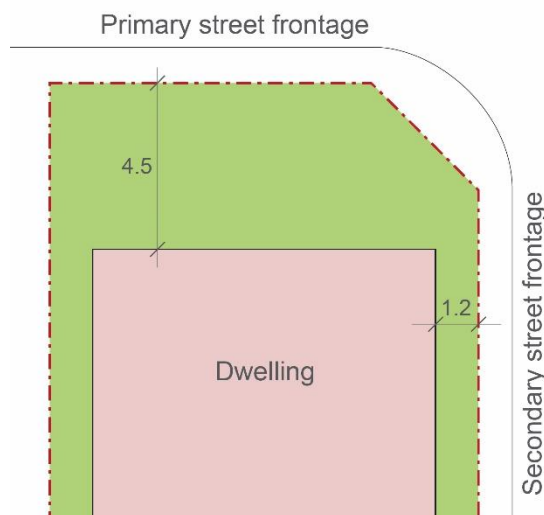 Primary street frontage
4.5
1.2
Dwelling
Secondary street frontage